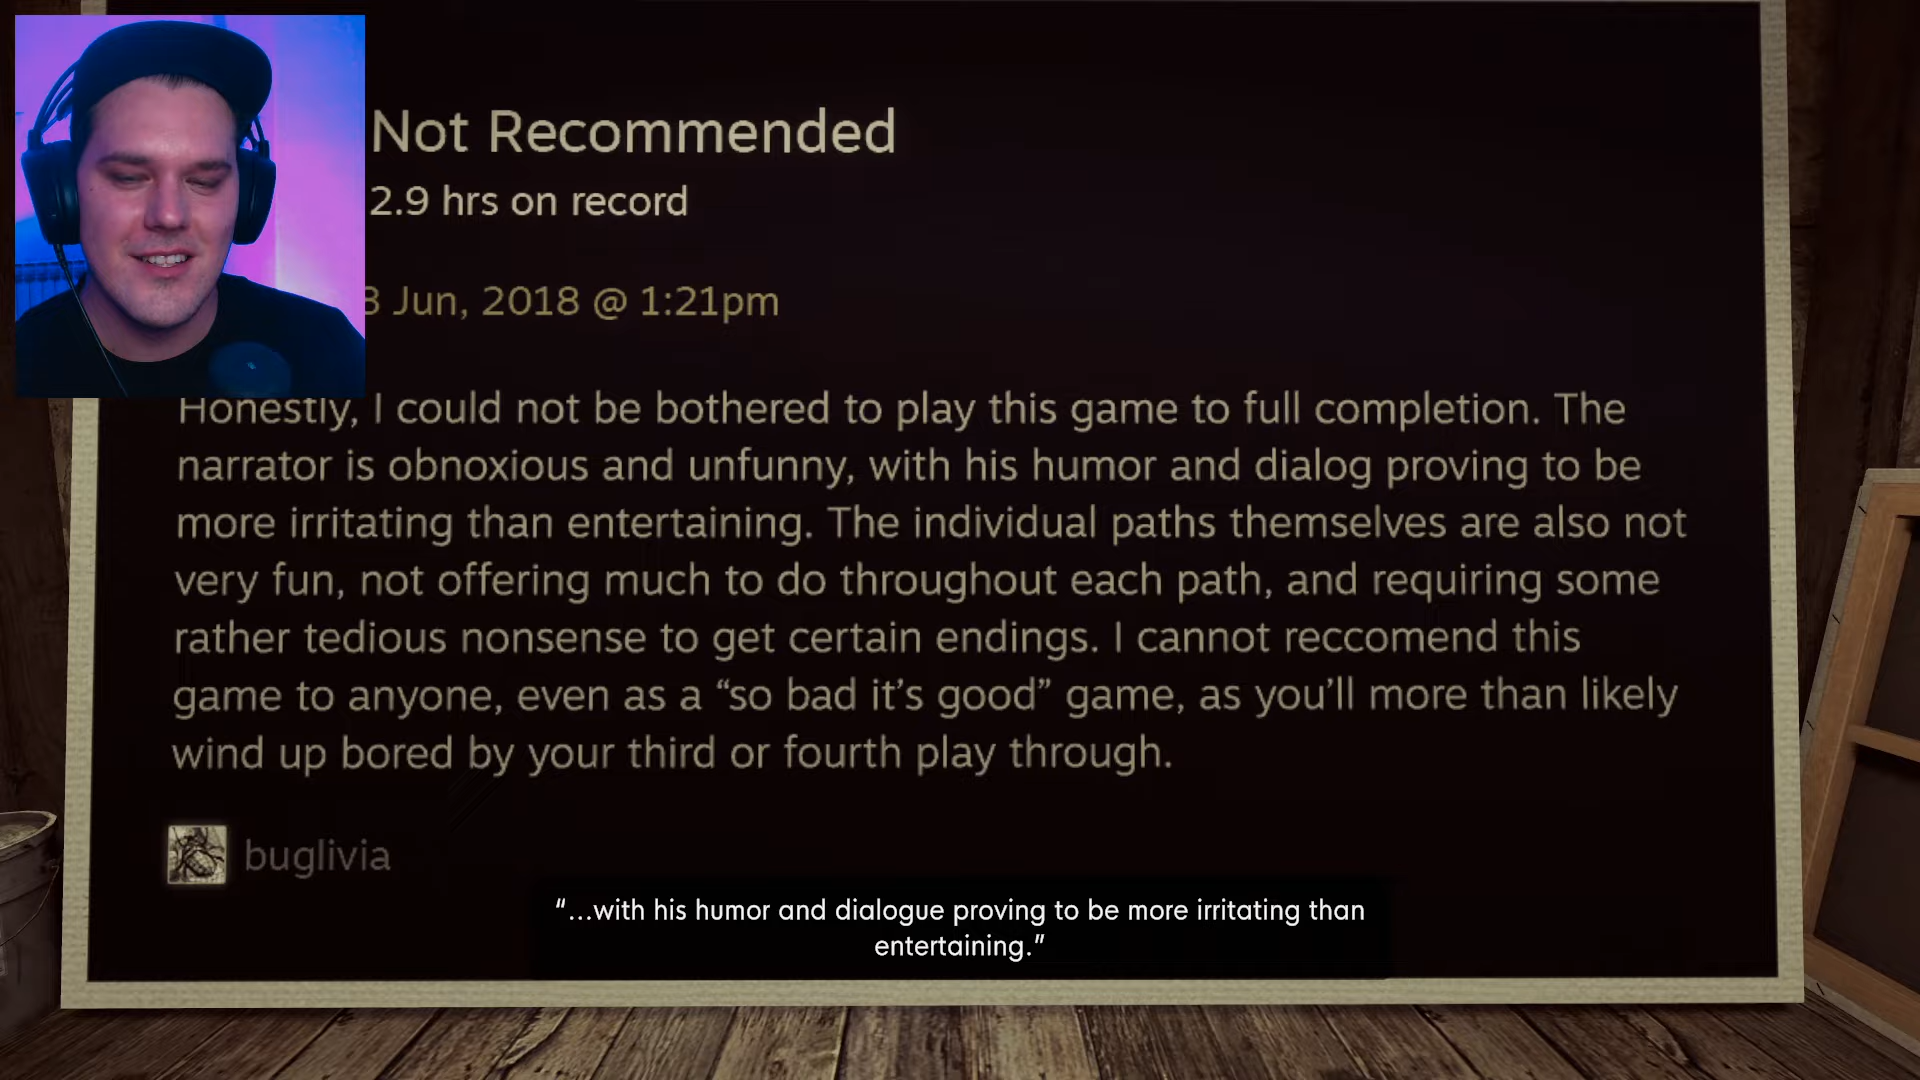 Not Recommended
2.9 hrs on record
Jun, 2018 @ 1:21pm
Honestly, I could not be bothered to play this game to full completion. The
narrator is obnoxious and unfunny, with his humor and dialog proving to be
more irritating than entertaining. The individual paths themselves are also not
very fun, not offering much to do throughout each path, and requiring some
rather tedious nonsense to get certain endings. I cannot reccomend this
game to anyone, even as a “so bad it’s good” game, as you’ll more than likely
wind up bored by your third or fourth play through.
buglivia
“...with his humor and dialogue proving to be more irritating than
entertaining.”